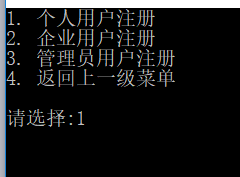 1. 个人用户注册
2. 企业用户注册
3. 管理员用户注册
4. 返回上一级菜单
请选择:1